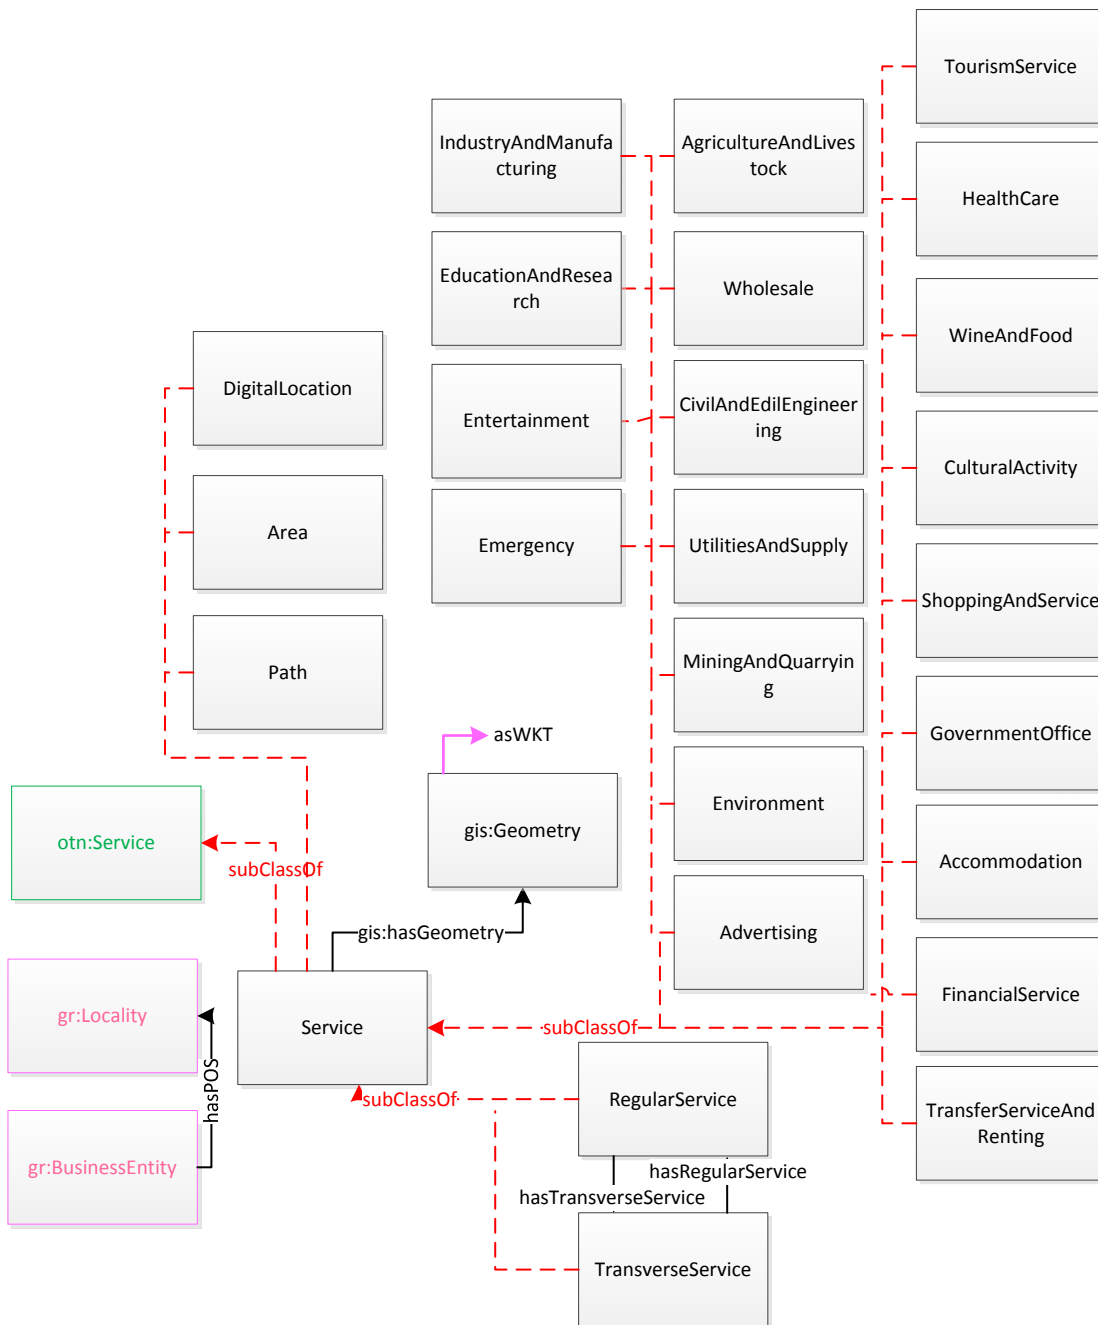 TourismService
IndustryAndManufa
cturing
AgricultureAndLives
tock
HealthCare
EducationAndResea
rch
Wholesale
WineAndFood
DigitalLocation
Entertainment
CivilAndEdilEngineer
ing
CulturalActivity
Area
Emergency
UtilitiesAndSupply
ShoppingAndService
Path
MiningAndQuarryin
g
GovernmentOffice
asWKT
gis:Geometry
Environment
otn:Service
subClassOf
Accommodation
gis:hasGeometry
Advertising
FinancialService
gr:Locality
Service
subClassOf
hasPOS
subClassOf
RegularService
TransferServiceAnd
Renting
gr:BusinessEntity
hasRegularService
hasTransverseService
TransverseService